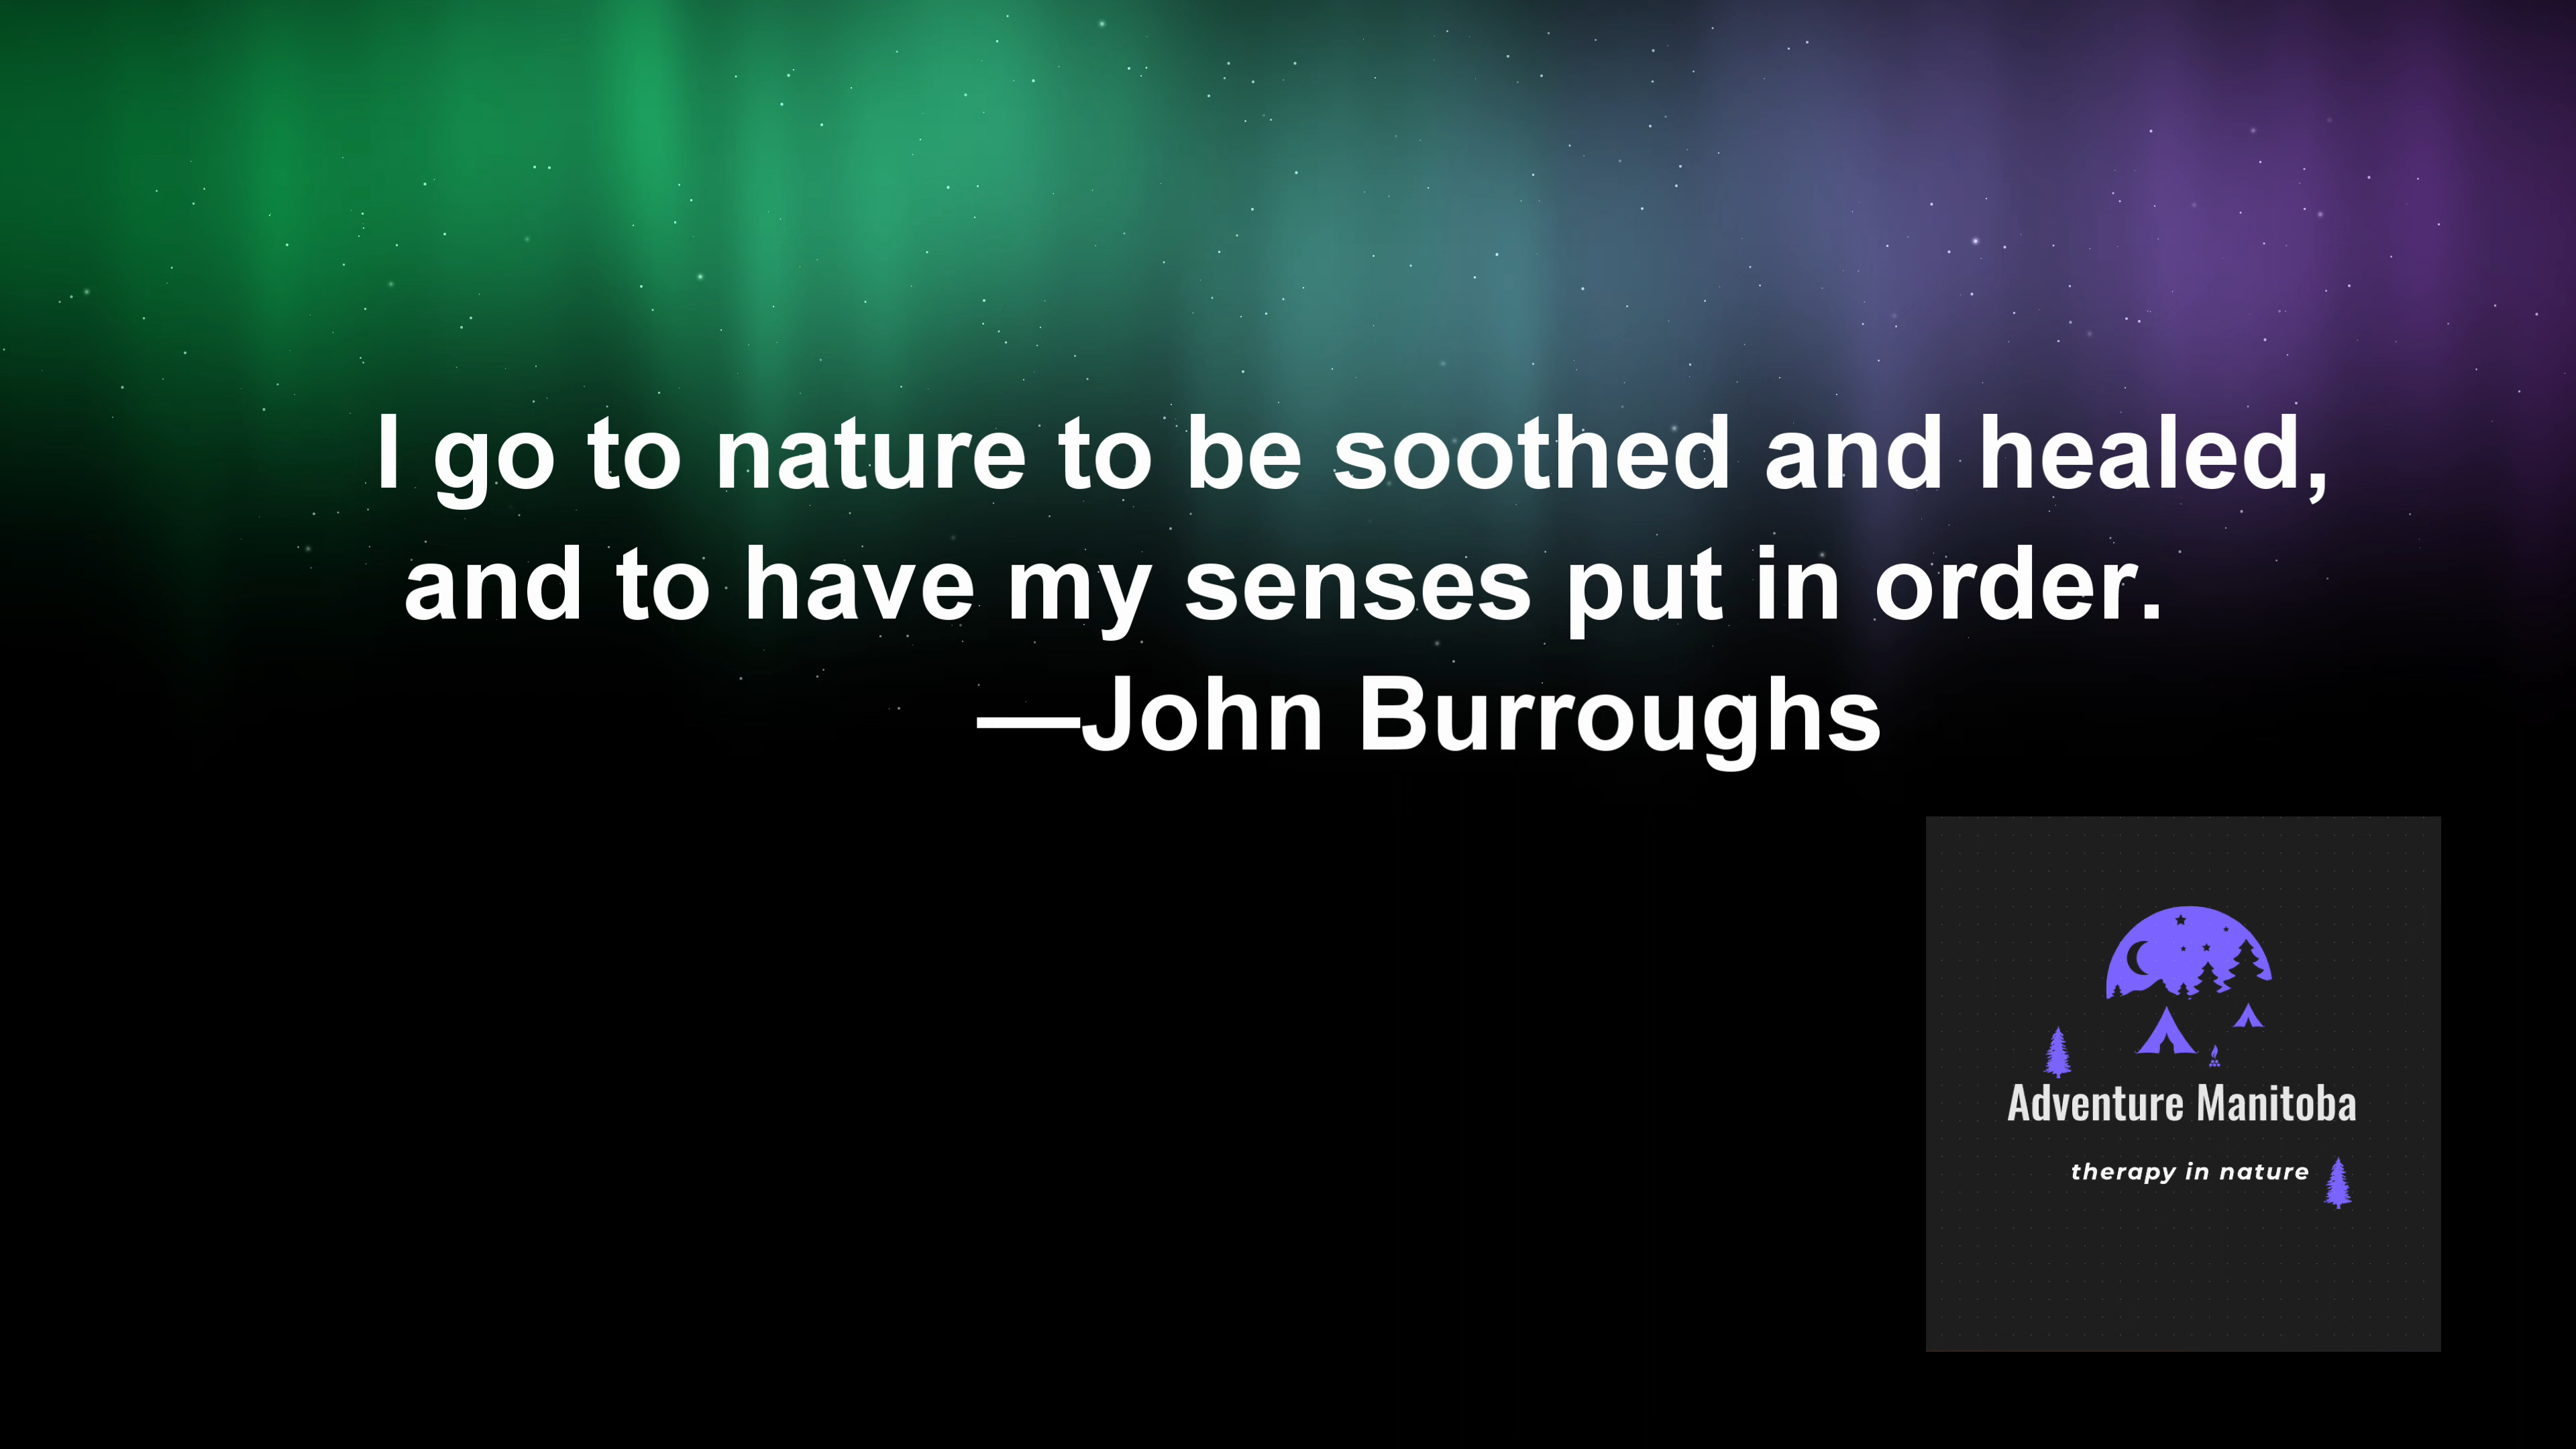 I go to nature to be soothed and healed,
and to have my senses put in order.
—John Burroughs
Adventure Manitoba
therapy in nature